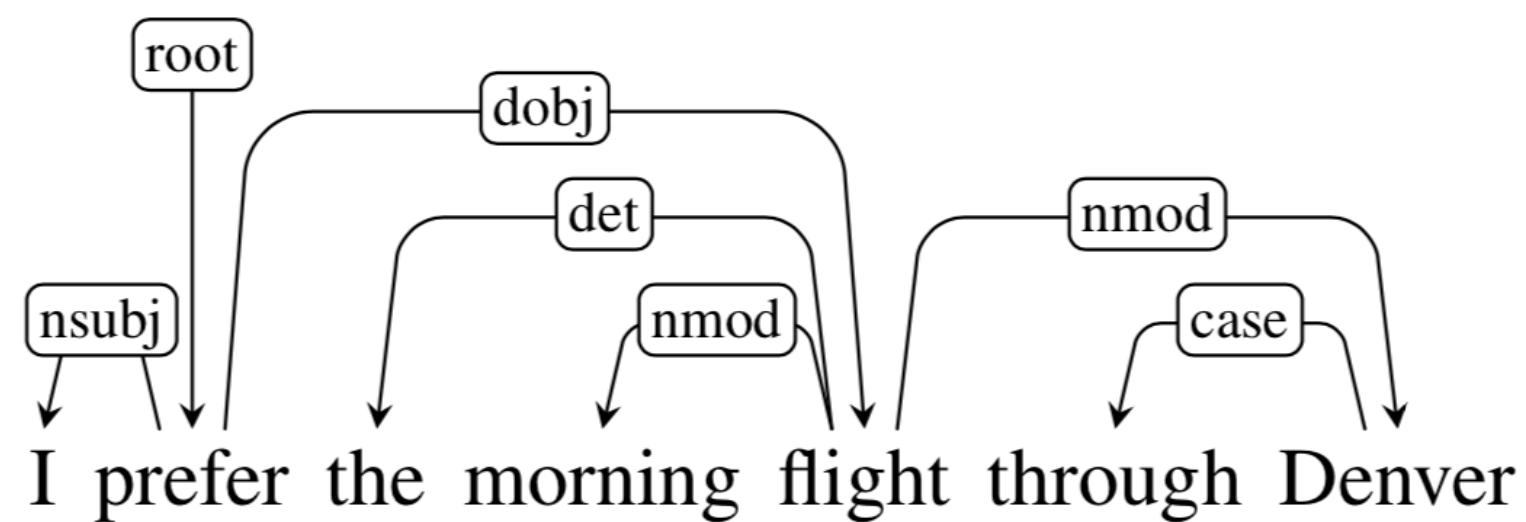 root
dobj
det
nmod
nsubj
nmod
case
I prefer the morning flight through Denver